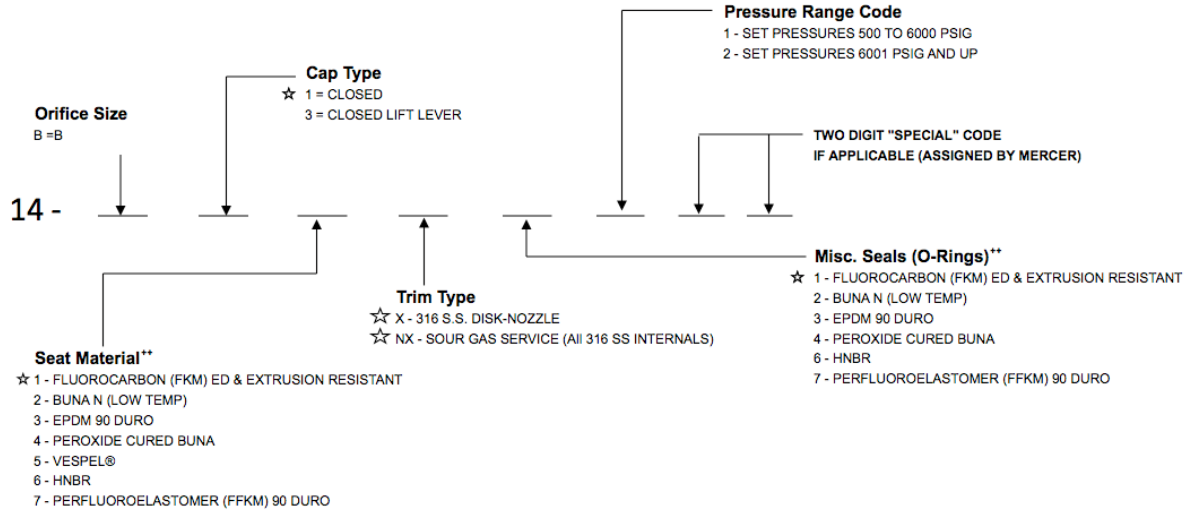 Pressure Range Code
1 - SET PRESSURES 500 TO 6000 PSIG
2 - SET PRESSURES 6001 PSIG AND UP
Cap Type
☆ 1 = CLOSED
3 = CLOSED LIFT LEVER
Orifice Size
B =B
TWO DIGIT "SPECIAL" CODE
IF APPLICABLE (ASSIGNED BY MERCER)
14 -
Misc. Seals (O-Rings)⁺⁺
☆ 1 - FLUOROCARBON (FKM) ED & EXTRUSION RESISTANT
2 - BUNA N (LOW TEMP)
3 - EPDM 90 DURO
4 - PEROXIDE CURED BUNA
6 - HNBR
7 - PERFLUOROELASTOMER (FFKM) 90 DURO
Trim Type
☆ X - 316 S.S. DISK-NOZZLE
☆ NX - SOUR GAS SERVICE (All 316 SS INTERNALS)
Seat Material⁺⁺
☆ 1 - FLUOROCARBON (FKM) ED & EXTRUSION RESISTANT
2 - BUNA N (LOW TEMP)
3 - EPDM 90 DURO
4 - PEROXIDE CURED BUNA
5 - VESPEL®
6 - HNBR
7 - PERFLUOROELASTOMER (FFKM) 90 DURO